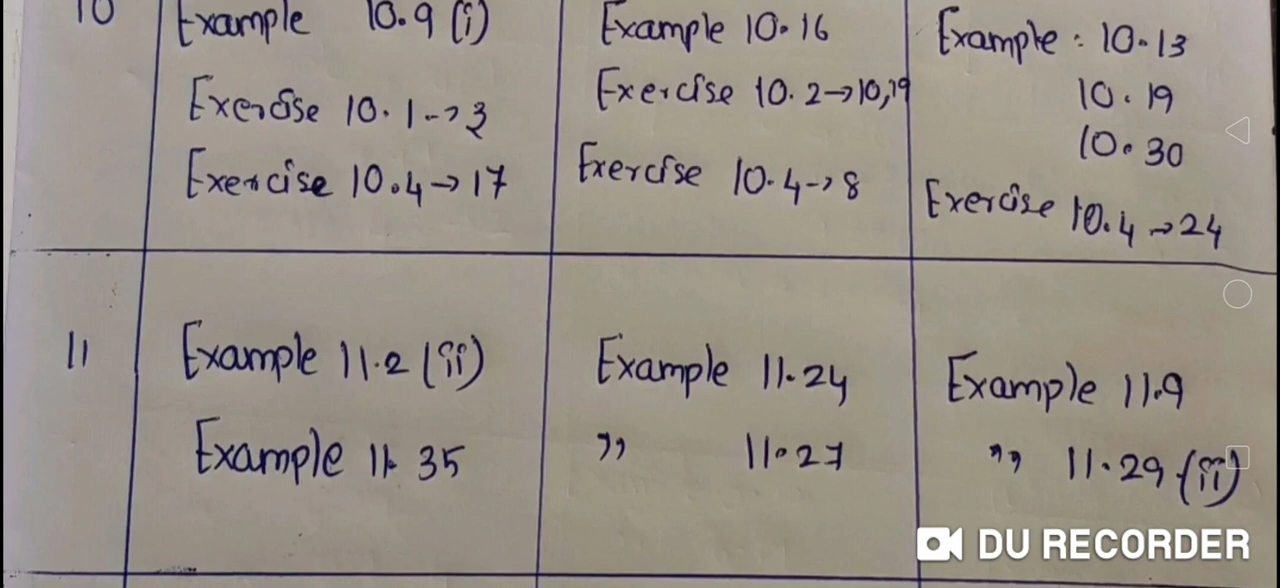 10
Example 10.9 (i)
Exercise 10.1->3
Exercise 10.4->17
Example 10.16
Exercise 10.2->10,19
Exercise 10.4->8
Example : 10.13
10.19
10.30
Exercise 10.4->24
11
Example 11.2 (ii)
Example 11.35
Example 11.24
,, 11.27
Example 11.9
,, 11.29 (ii)
DU RECORDER